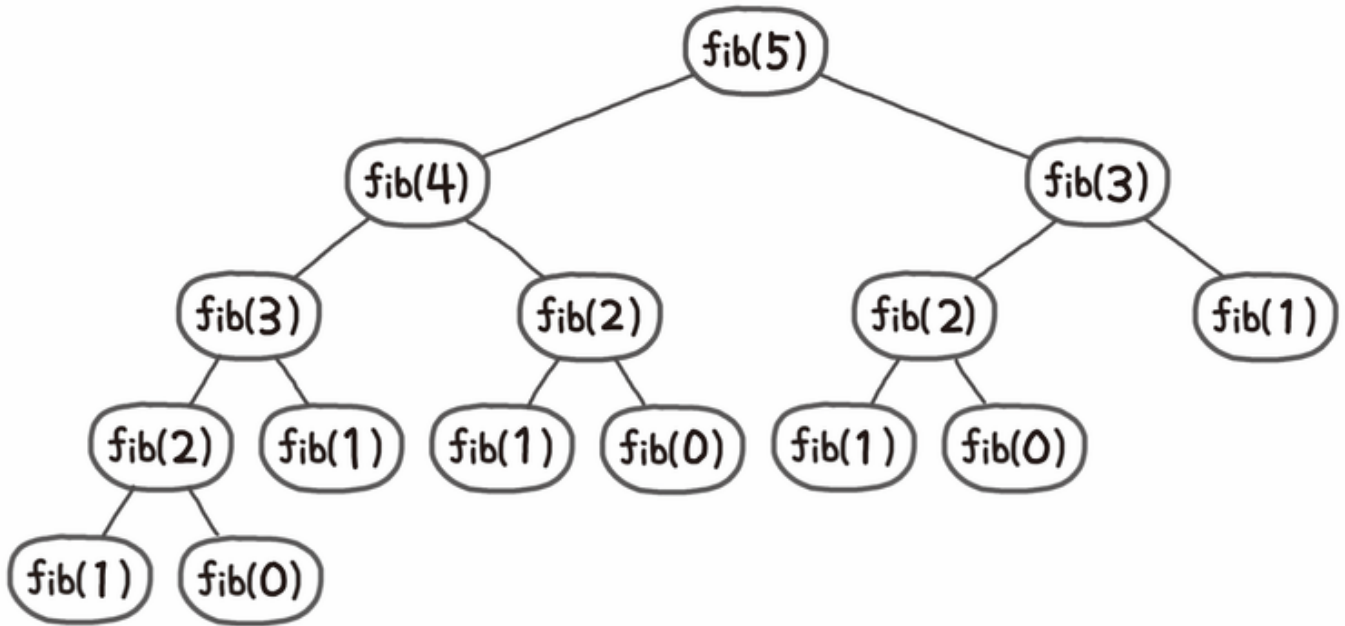 fib(5)
fib(4) fib(3)
fib(3) fib(2) fib(2) fib(1)
fib(2) fib(1) fib(1) fib(0) fib(1) fib(0)
fib(1) fib(0)